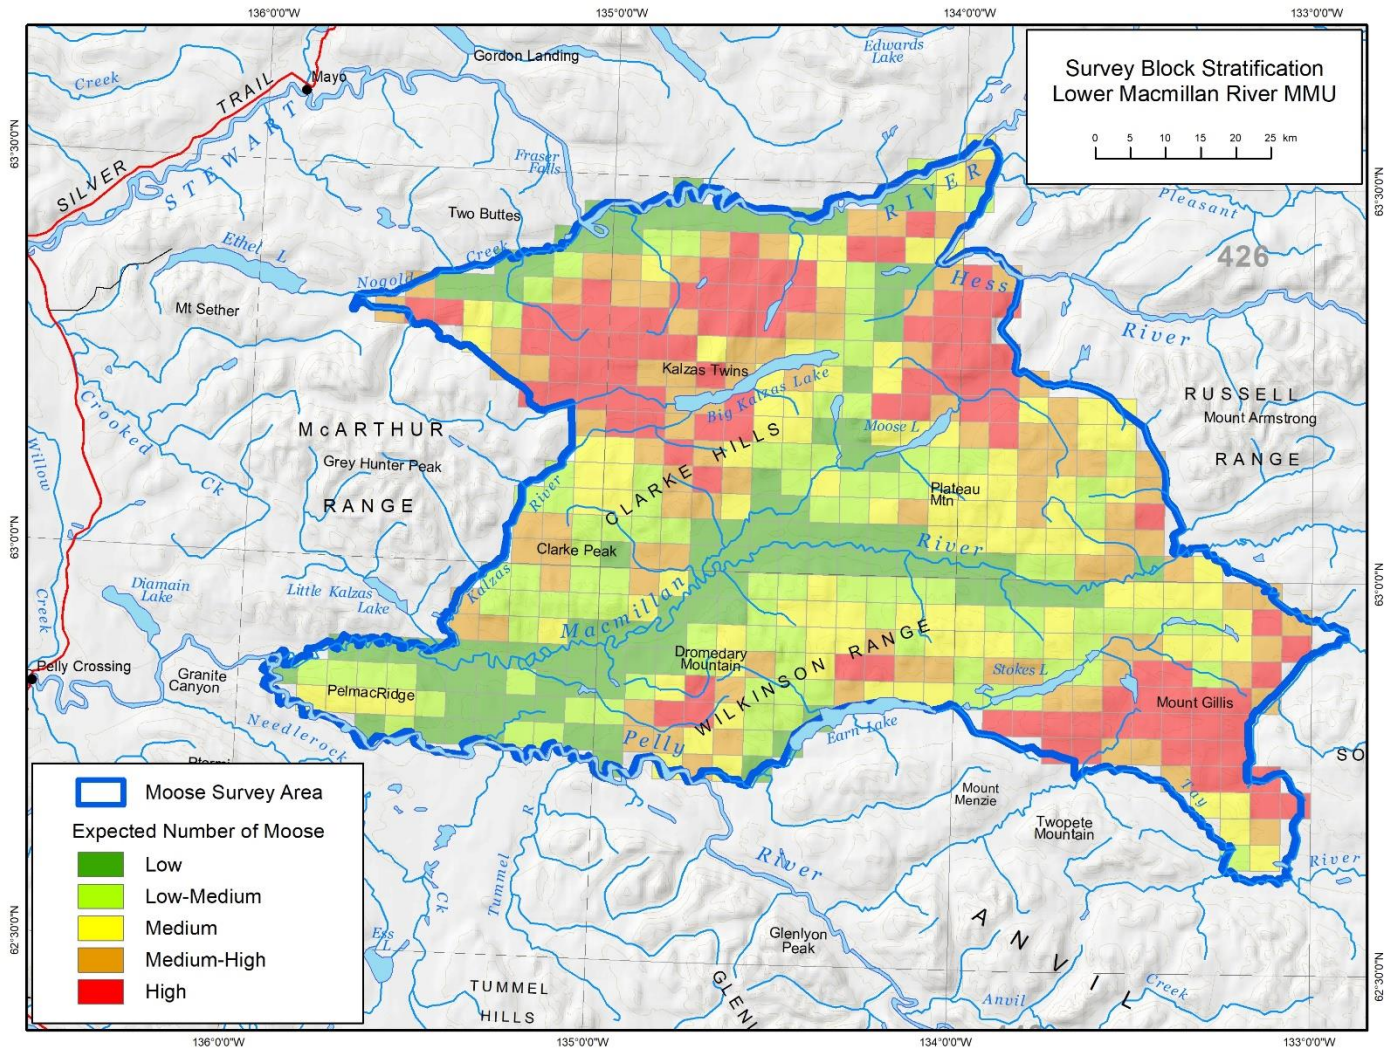 136°0'0"W
135°0'0"W
134°0'0"W
133°0'0"W
Survey Block Stratification
Lower Macmillan River MMU
0 5 10 15 20 25 km
63°30'0"N
63°30'0"N
63°0'0"N
63°0'0"N
62°30'0"N
62°30'0"N
Creek
Mayo
SILVER TRAIL
STEWART
Gordon Landing
Edwards
Lake
Fraser
Falls
Two Buttes
RIVER
Pleasant
426
Ethel L
Nogold Creek
Hess
River
Mt Sether
Kalzas Twins
Big Kalzas Lake
Moose L
RUSSELL
Mount Armstrong
RANGE
Crooked
Ck
Willow
Creek
McARTHUR
Grey Hunter Peak
RANGE
CLARKE HILLS
Plateau
Mtn
Kalzas River
Clarke Peak
Macmillan River
Diamain
Lake
Little Kalzas
Lake
Pelly Crossing
Granite
Canyon
PelmacRidge
Needlerock
Dromedary
Mountain
WILKINSON RANGE
Stokes L
Mount Gillis
Earn Lake
Pelly
River
Mount
Menzie
Twopete
Mountain
Tay
River
SO
Tummel R
Ck
Ess
L
Glenlyon
Peak
ANVIL
Anvil
Creek
TUMMEL
HILLS
GLENL
Moose Survey Area
Expected Number of Moose
Low
Low-Medium
Medium
Medium-High
High
136°0'0"W
135°0'0"W
134°0'0"W
133°0'0"W